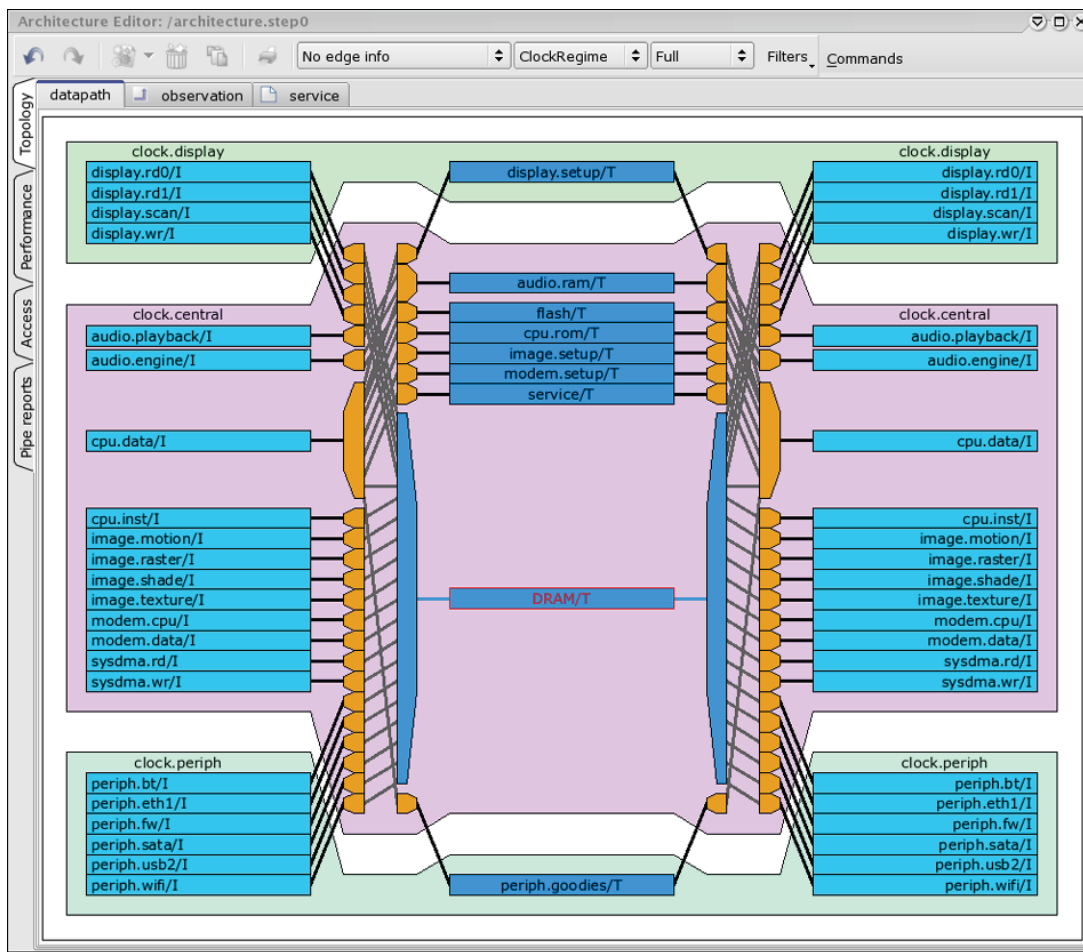 Architecture Editor: /architecture.step0
No edge info
ClockRegime
Full
Filters
Commands
Topology
Performance
Access
Pipe reports
datapath
observation
service
clock.display
display.rd0/I
display.rd1/I
display.scan/I
display.wr/I
clock.central
audio.playback/I
audio.engine/I
cpu.data/I
cpu.inst/I
image.motion/I
image.raster/I
image.shade/I
image.texture/I
modem.cpu/I
modem.data/I
sysdma.rd/I
sysdma.wr/I
clock.periph
periph.bt/I
periph.eth1/I
periph.fw/I
periph.sata/I
periph.usb2/I
periph.wifi/I
display.setup/T
audio.ram/T
flash/T
cpu.rom/T
image.setup/T
modem.setup/T
service/T
DRAM/T
periph.goodies/T
clock.display
display.rd0/I
display.rd1/I
display.scan/I
display.wr/I
clock.central
audio.playback/I
audio.engine/I
cpu.data/I
cpu.inst/I
image.motion/I
image.raster/I
image.shade/I
image.texture/I
modem.cpu/I
modem.data/I
sysdma.rd/I
sysdma.wr/I
clock.periph
periph.bt/I
periph.eth1/I
periph.fw/I
periph.sata/I
periph.usb2/I
periph.wifi/I